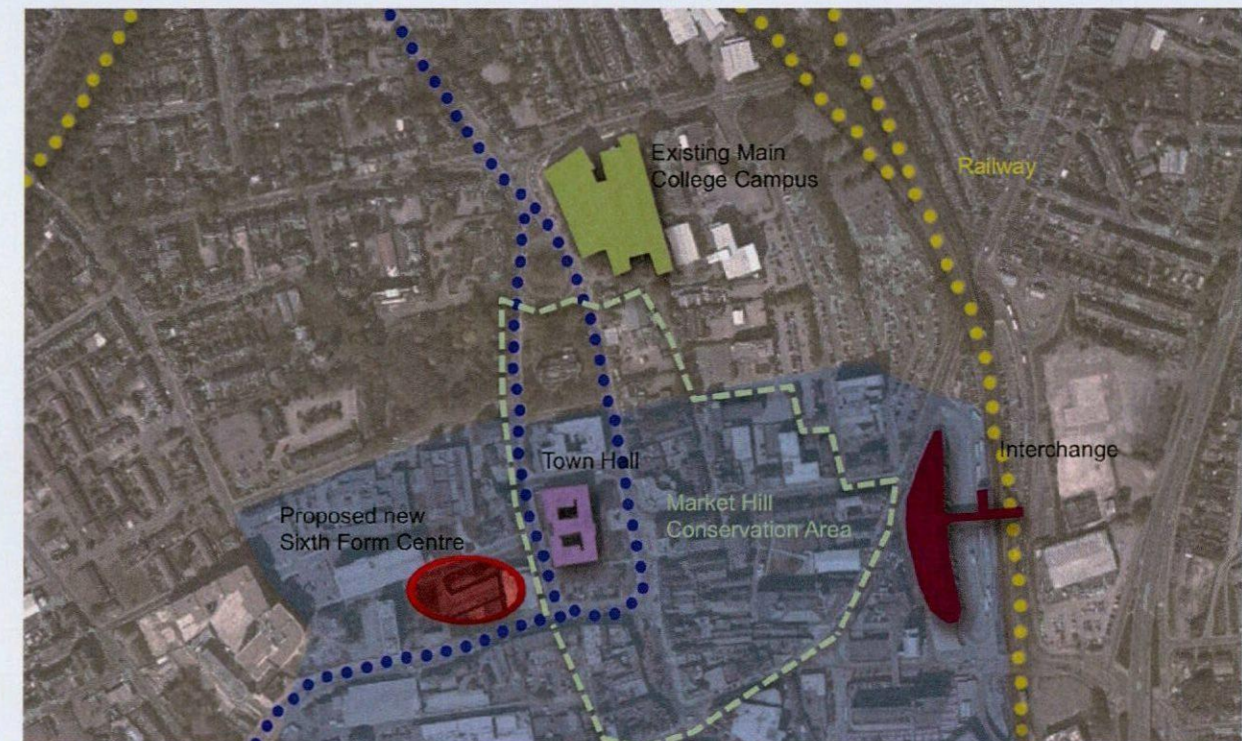 Existing Main
College Campus
Railway
Interchange
Town Hall
Market Hill
Conservation Area
Proposed new
Sixth Form Centre